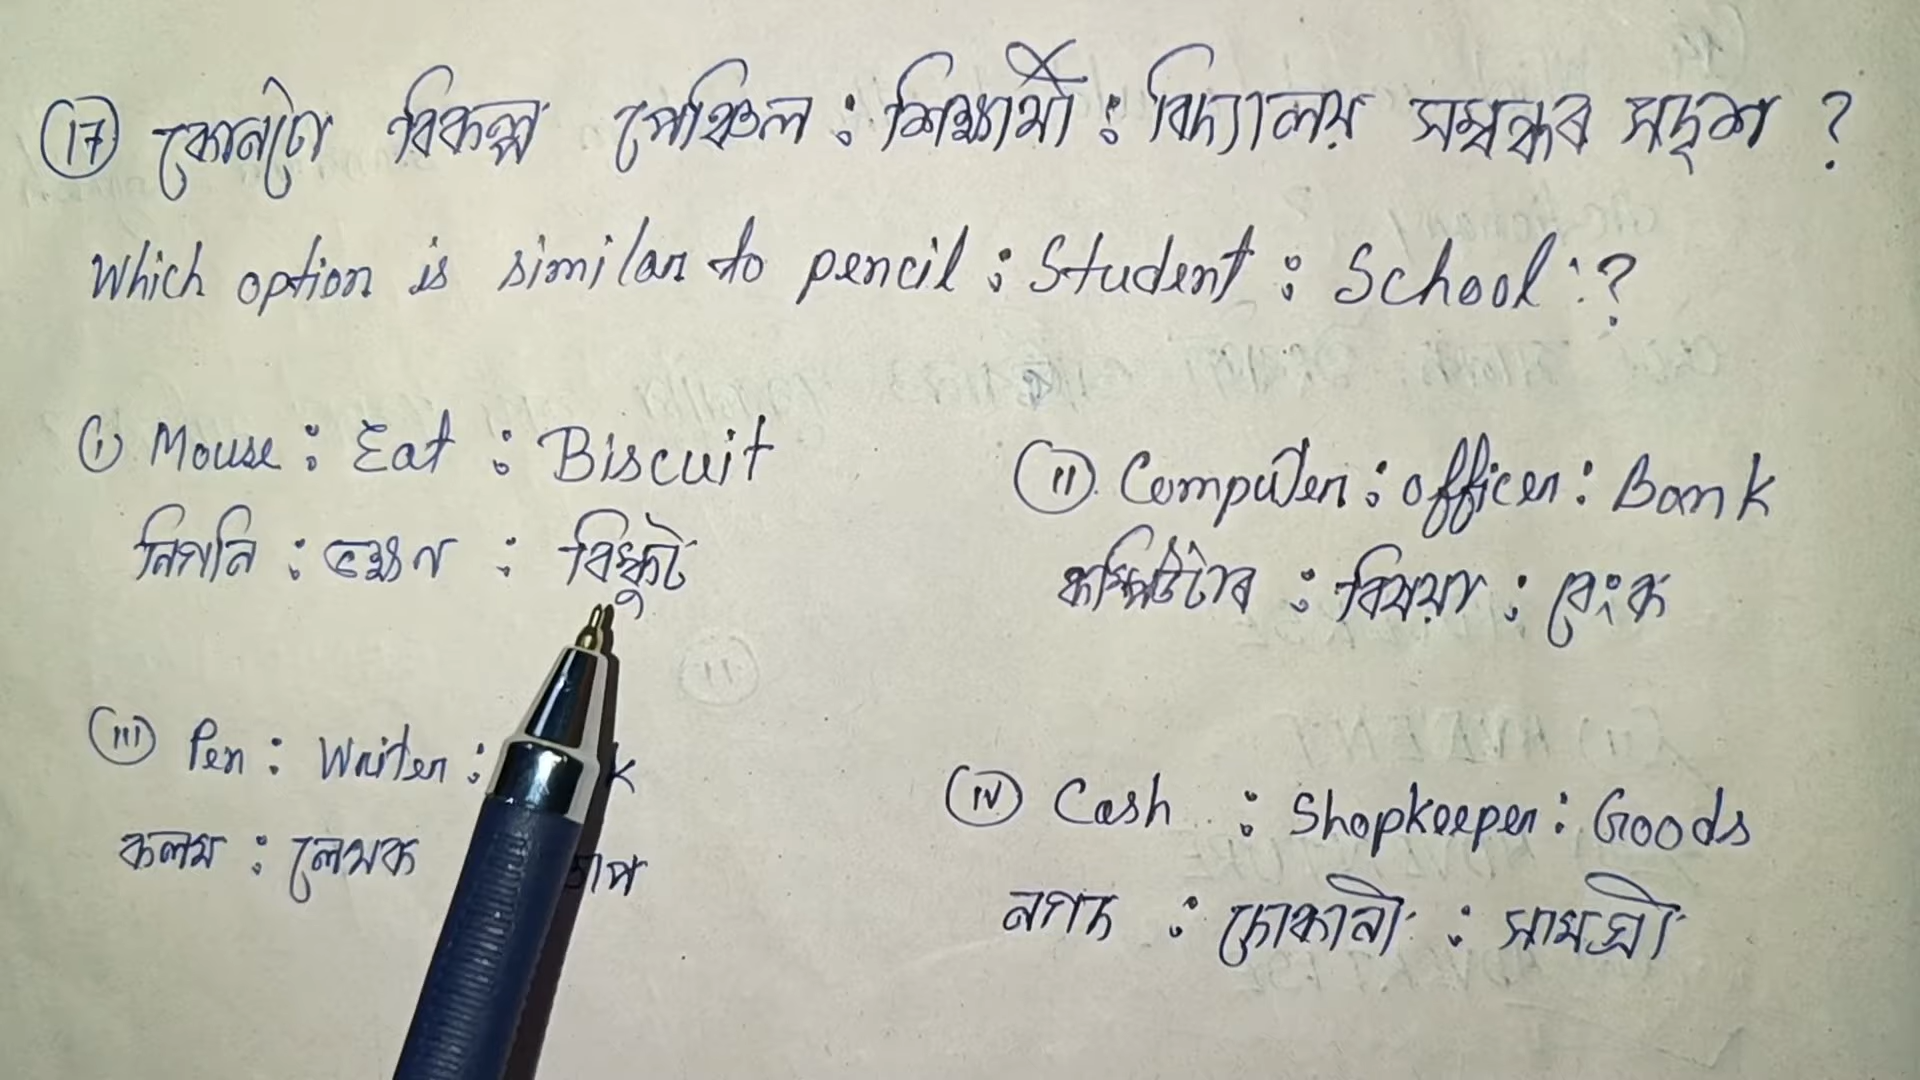 17 কোনটো বিকল্প পেঞ্চিল : শিক্ষাৰ্থী : বিদ্যালয় সম্বন্ধৰ সদৃশ ?
Which option is similar to pencil : Student : School : ?
i Mouse : Eat : Biscuit
নিগনি : ভক্ষণ : বিস্কুট
ii. Computer : officer : Bank
কম্পিউটাৰ : বিষয়া : বেংক
iii Pen : Writer :
কলম : লেখক
iv Cash : Shopkeeper : Goods
নগদ : দোকানী : সামগ্ৰী